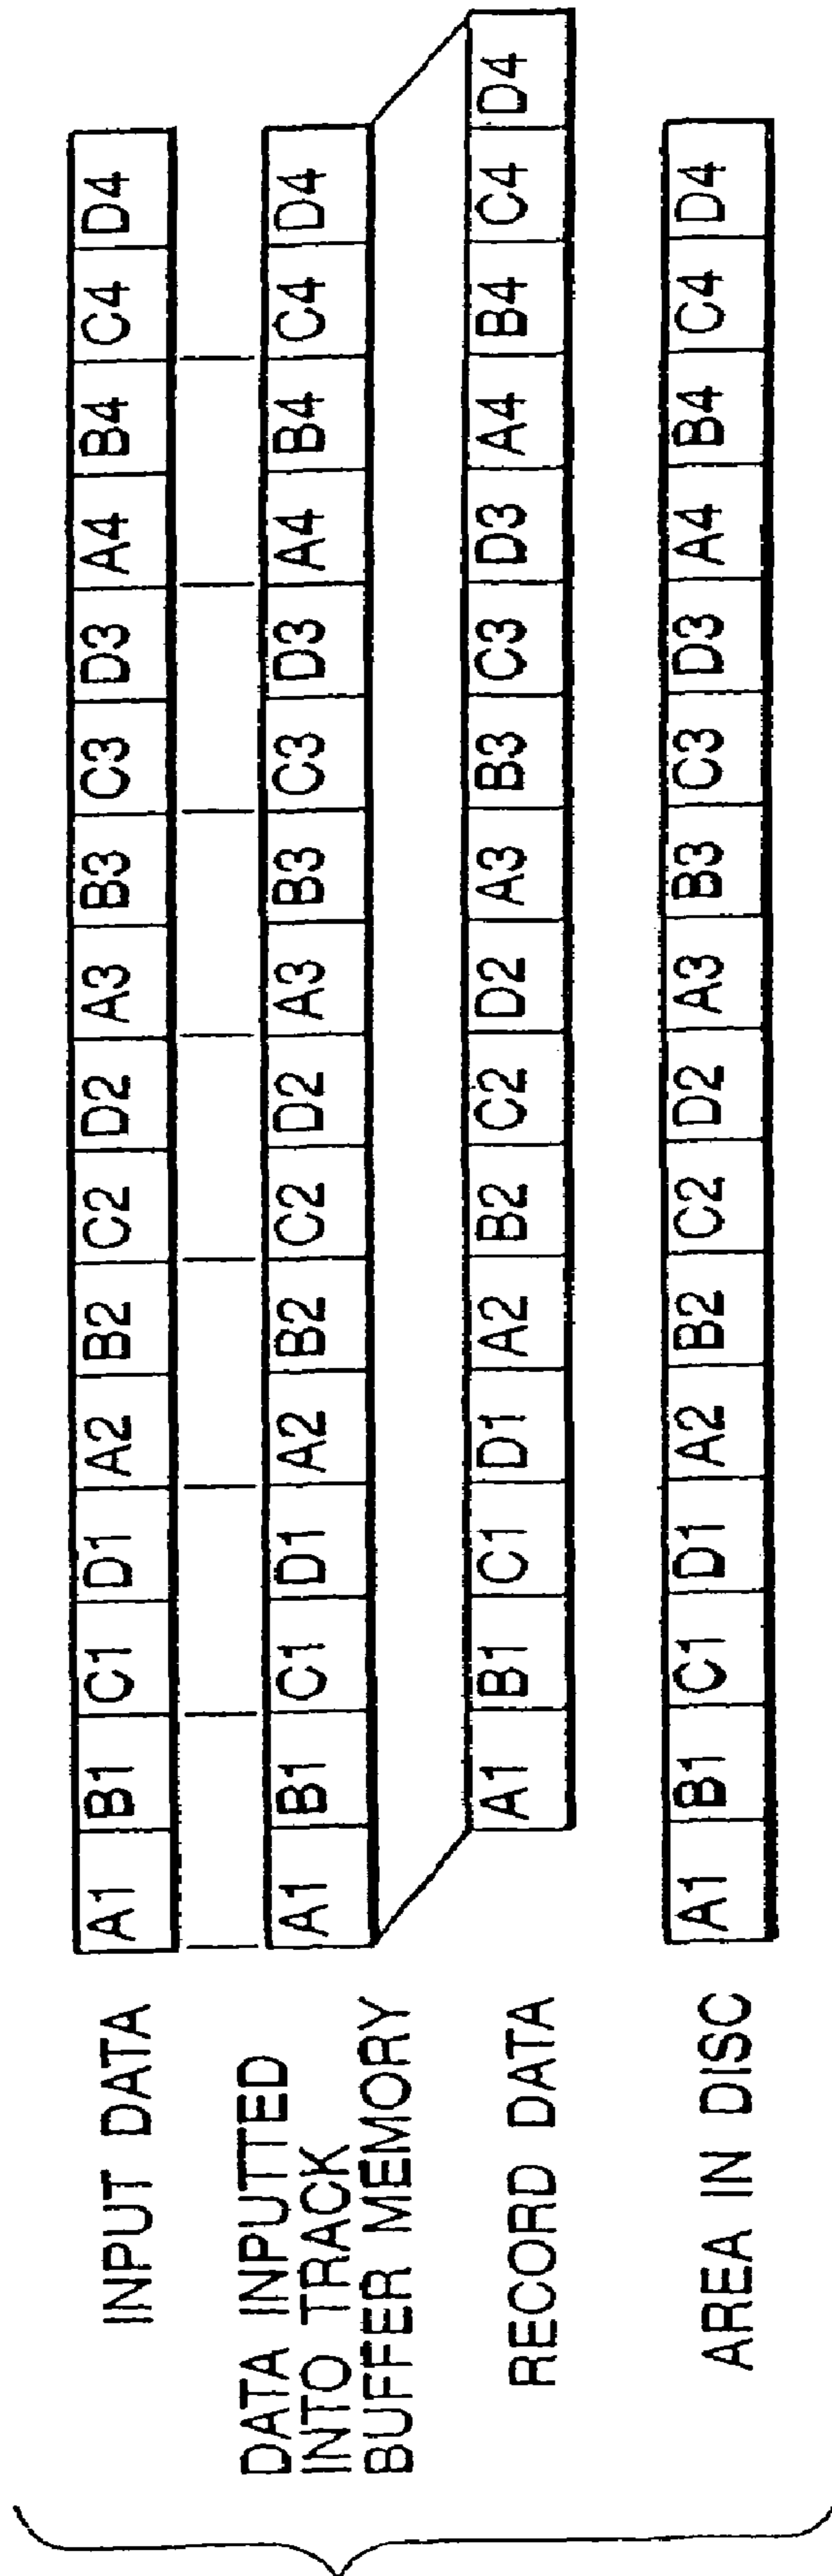 INPUT DATA
A1 B1 C1 D1 A2 B2 C2 D2 A3 B3 C3 D3 A4 B4 C4 D4
DATA INPUTTED
INTO TRACK
BUFFER MEMORY
A1 B1 C1 D1 A2 B2 C2 D2 A3 B3 C3 D3 A4 B4 C4 D4
RECORD DATA
A1 B1 C1 D1 A2 B2 C2 D2 A3 B3 C3 D3 A4 B4 C4 D4
AREA IN DISC
A1 B1 C1 D1 A2 B2 C2 D2 A3 B3 C3 D3 A4 B4 C4 D4